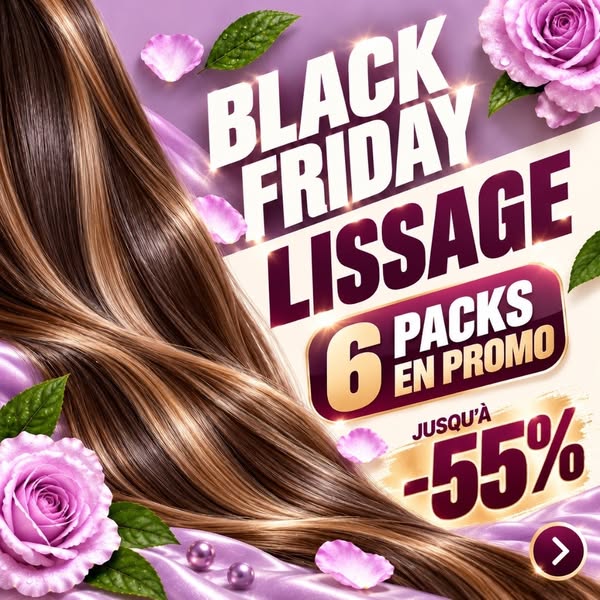 BLACK
FRIDAY
LISSAGE
6 PACKS
EN PROMO
JUSQU'À
-55%